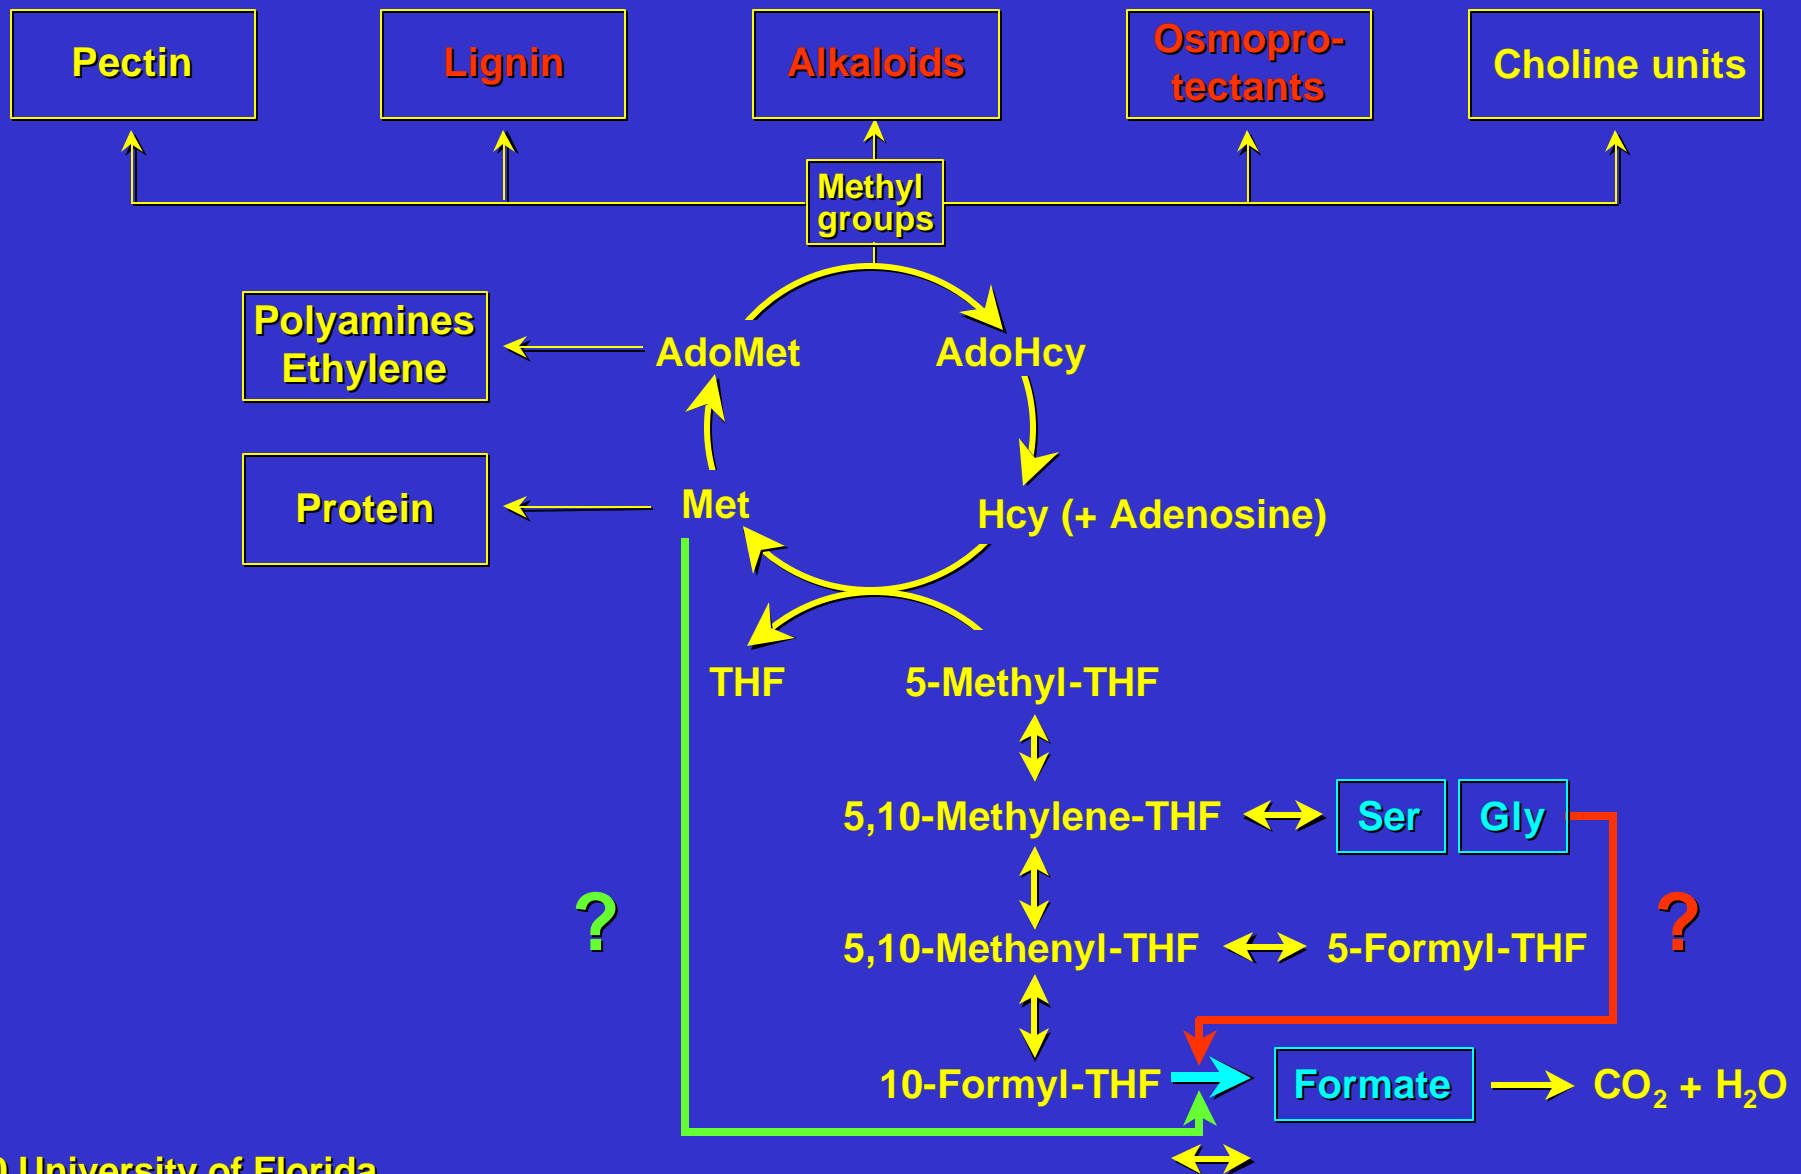 Pectin
Lignin
Alkaloids
Osmopro-
tectants
Choline units
Methyl
groups
Polyamines
Ethylene
AdoMet
AdoHcy
Protein
Met
Hcy (+ Adenosine)
THF
5-Methyl-THF
5,10-Methylene-THF
Ser
Gly
?
?
5,10-Methenyl-THF
5-Formyl-THF
10-Formyl-THF
Formate
CO₂ + H₂O
University of Florida